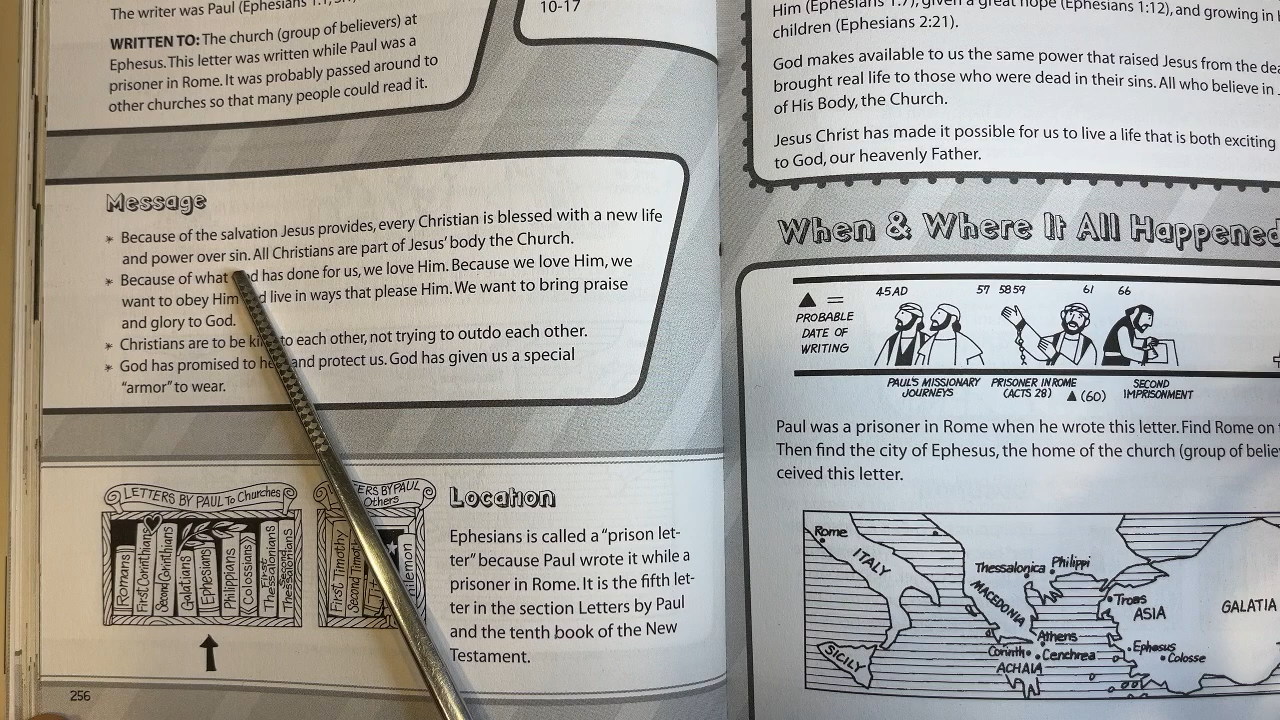 The writer was Paul (Ephesians
WRITTEN TO: The church (group of believers) at
Ephesus. This letter was written while Paul was a
prisoner in Rome. It was probably passed around to
other churches so that many people could read it.
10-17
Message
Because of the salvation Jesus provides, every Christian is blessed with a new life
and power over sin. All Christians are part of Jesus' body the Church.
Because of what has done for us, we love Him. Because we love Him, we
want to obey Him live in ways that please Him. We want to bring praise
and glory to God.
Christians are to be to each other, not trying to outdo each other.
God has promised to and protect us. God has given us a special
"armor" to wear.
LETTERS BY PAUL To Churches
Romans
First Corinthians
Second Corinthians
Galatians
Ephesians
Philippians
Colossians
First Thessalonians
Second Thessalonians
BY PAUL
Others
First Timothy
Second Timothy
Location
Ephesians is called a "prison let-
ter" because Paul wrote it while a
prisoner in Rome. It is the fifth let-
ter in the section Letters by Paul
and the tenth book of the New
Testament.
256
Him (Ephesians 1:7), given a great hope (Ephesians 1:12), and growing in
children (Ephesians 2:21).
God makes available to us the same power that raised Jesus from the
brought real life to those who were dead in their sins. All who believe in
of His Body, the Church.
Jesus Christ has made it possible for us to live a life that is both exciting
to God, our heavenly Father.
When & Where It All Happened
▲ =
PROBABLE
DATE OF
WRITING
45 AD 57 58 59 61 66
PAUL'S MISSIONARY
JOURNEYS
PRISONER IN ROME
(ACTS 28)
▲ (60)
SECOND
IMPRISONMENT
Paul was a prisoner in Rome when he wrote this letter. Find Rome on
Then find the city of Ephesus, the home of the church (group of
ceived this letter.
Rome
ITALY
SICILY
Thessalonica
Philippi
MACEDONIA
Troas
ASIA
GALATIA
Athens
Corinth
Cenchrea
ACHAIA
Ephesus
Colosse